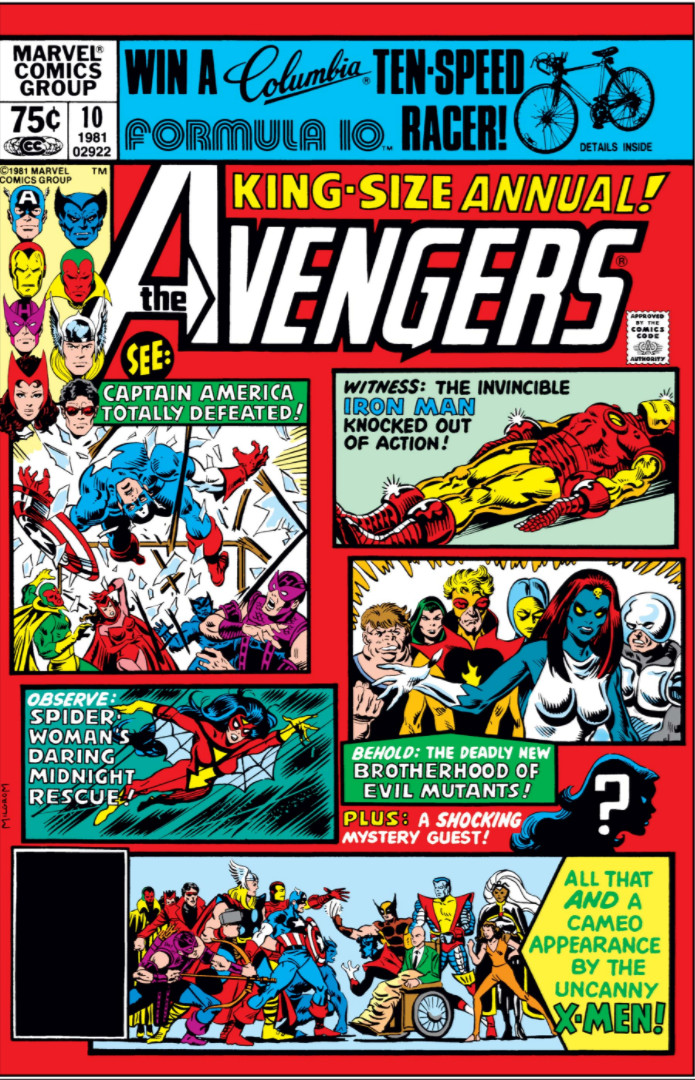 MARVEL® COMICS GROUP
75¢ 10 1981 02922
CC
WIN A Columbia® TEN-SPEED
FORMULA 10™ RACER!
DETAILS INSIDE
©1981 MARVEL COMICS GROUP TM
A
KING-SIZE ANNUAL!
the AVENGERS®
APPROVED
BY THE
COMICS
CODE
CA
AUTHORITY
SEE:
CAPTAIN AMERICA
TOTALLY DEFEATED!
WITNESS: THE INVINCIBLE
IRON MAN
KNOCKED OUT
OF ACTION!
OBSERVE:
SPIDER-
WOMAN'S
DARING
MIDNIGHT
RESCUE!
BEHOLD: THE DEADLY NEW
BROTHERHOOD OF
EVIL MUTANTS!
PLUS: A SHOCKING
MYSTERY GUEST!
?
MILGROM
ALL THAT
AND A
CAMEO
APPEARANCE
BY THE
UNCANNY
X-MEN!